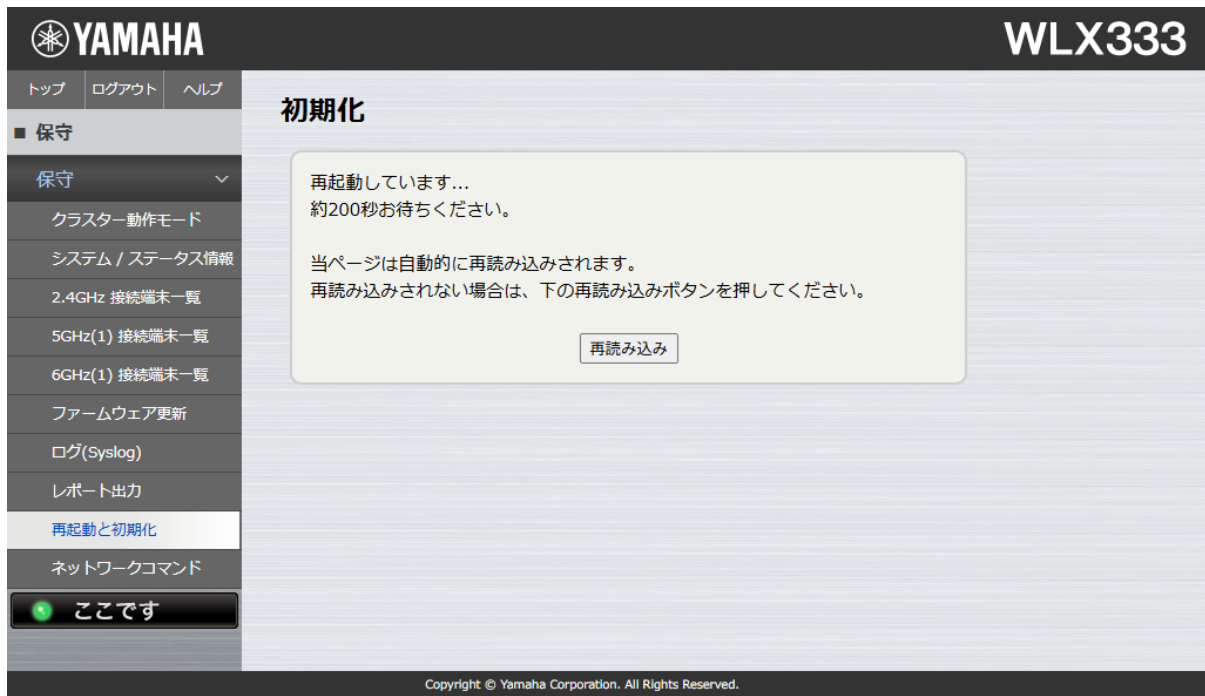 YAMAHA
WLX333
トップ
ログアウト
ヘルプ
■ 保守
保守
クラスター動作モード
システム / ステータス情報
2.4GHz 接続端末一覧
5GHz(1) 接続端末一覧
6GHz(1) 接続端末一覧
ファームウェア更新
ログ(Syslog)
レポート出力
再起動と初期化
ネットワークコマンド
ここです
初期化
再起動しています...
約200秒お待ちください。
当ページは自動的に再読み込みされます。
再読み込みされない場合は、下の再読み込みボタンを押してください。
再読み込み
Copyright © Yamaha Corporation. All Rights Reserved.